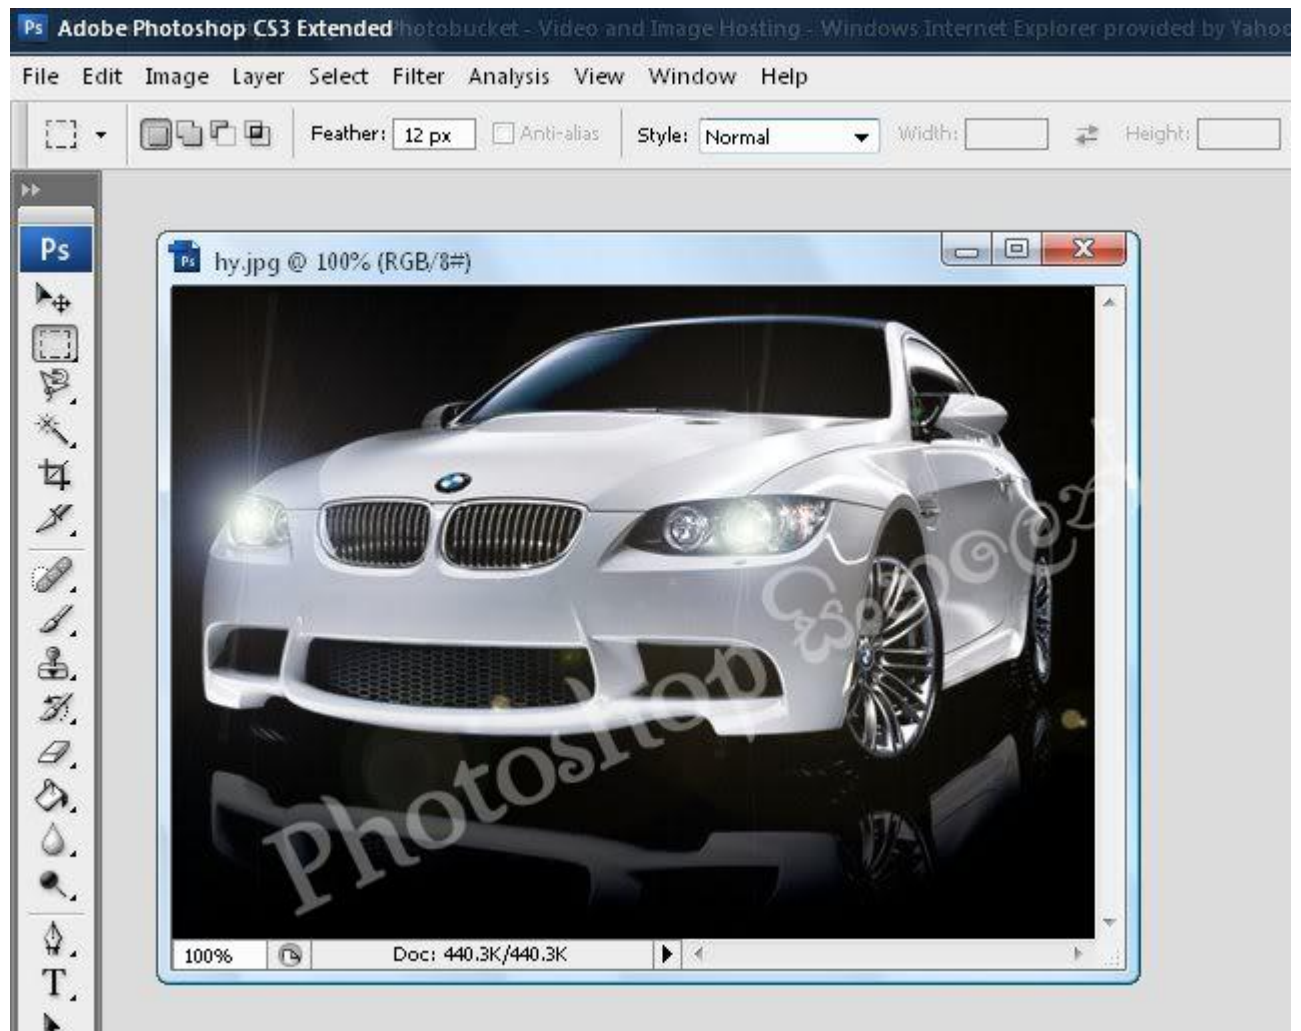 Ps Adobe Photoshop CS3 Extended Photobucket - Video and Image Hosting - Windows Internet Explorer provided by Yahoo
File Edit Image Layer Select Filter Analysis View Window Help
Feather: 12 px Anti-alias Style: Normal Width: Height:
Ps
Ps hy.jpg @ 100% (RGB/8#)
Photoshop
100% Doc: 440.3K/440.3K
T